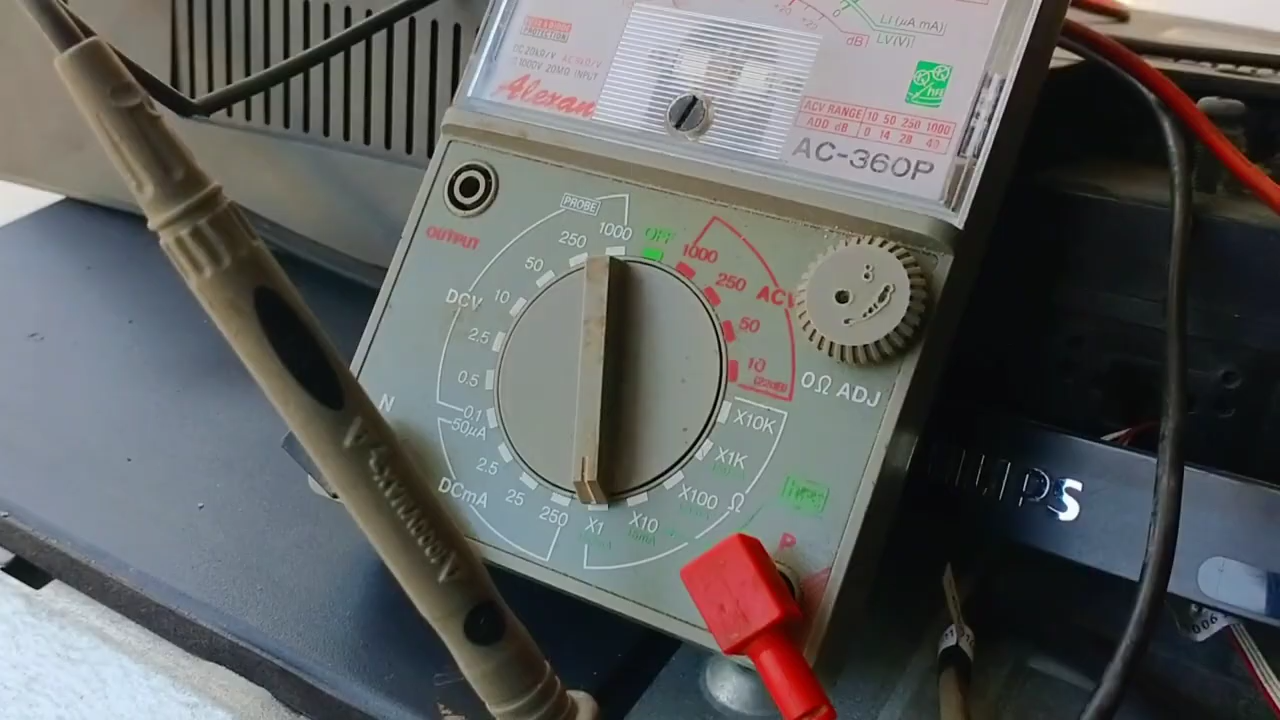 Li (µA mA)
LV(V)
dB
DC 20kΩ/V AC 9kΩ/V
1000V 20MΩ INPUT
Alexan
hFE
ACV RANGE 10 50 250 1000
ADD dB 0 14 28 40
AC-360P
OUTPUT
PROBE
1000
OFF
1000
250
250
ACV
50
50
DCV
10
2.5
10
(22dB)
0.5
0Ω ADJ
0.1
50µA
N
X10K
2.5
X1K
DCmA
25
X100
Ω
250
X1
X10
15mA
P
PHILIPS